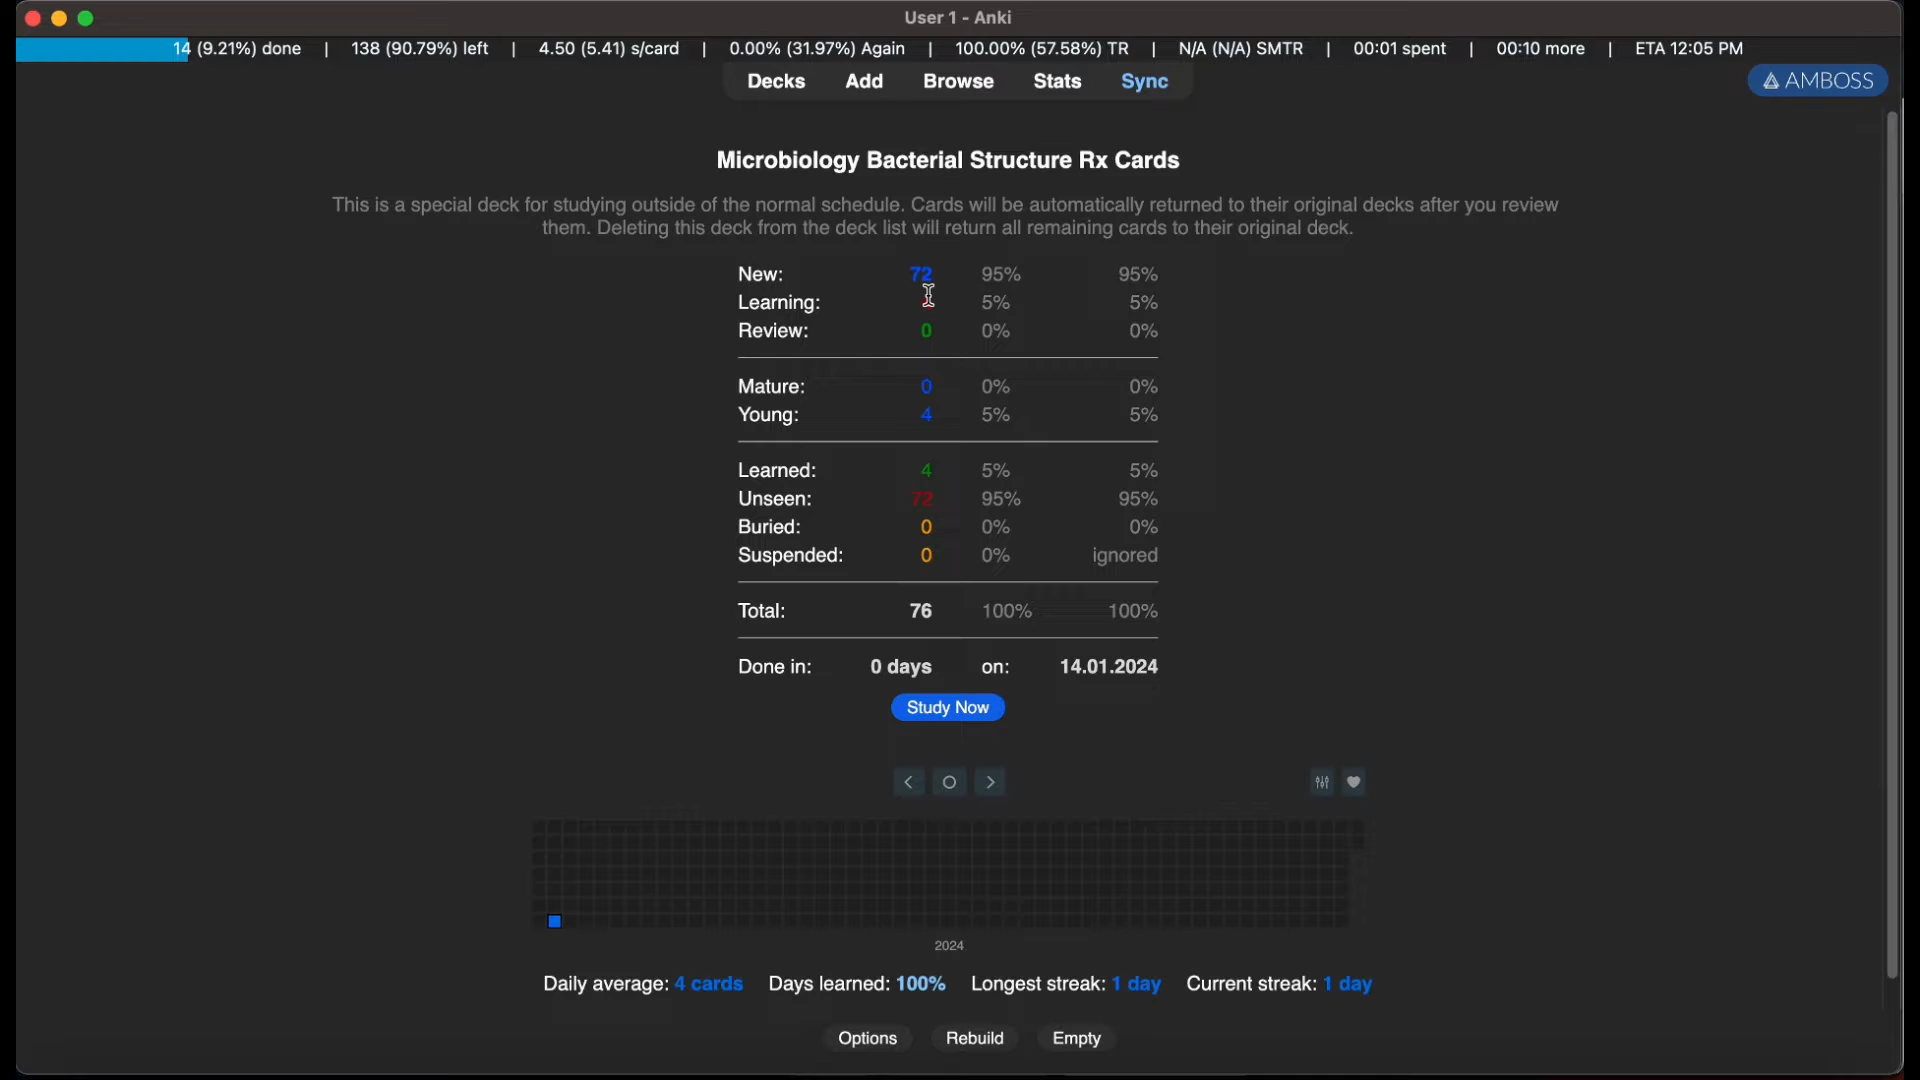 User 1 - Anki
14 (9.21%) done | 138 (90.79%) left | 4.50 (5.41) s/card | 0.00% (31.97%) Again | 100.00% (57.58%) TR | N/A (N/A) SMTR | 00:01 spent | 00:10 more | ETA 12:05 PM
Decks Add Browse Stats Sync
AMBOSS
Microbiology Bacterial Structure Rx Cards
This is a special deck for studying outside of the normal schedule. Cards will be automatically returned to their original decks after you review
them. Deleting this deck from the deck list will return all remaining cards to their original deck.
New: 72 95% 95%
Learning: 5% 5%
Review: 0 0% 0%
Mature: 0 0% 0%
Young: 4 5% 5%
Learned: 4 5% 5%
Unseen: 72 95% 95%
Buried: 0 0% 0%
Suspended: 0 0% ignored
Total: 76 100% 100%
Done in: 0 days on: 14.01.2024
Study Now
2024
Daily average: 4 cards Days learned: 100% Longest streak: 1 day Current streak: 1 day
Options Rebuild Empty